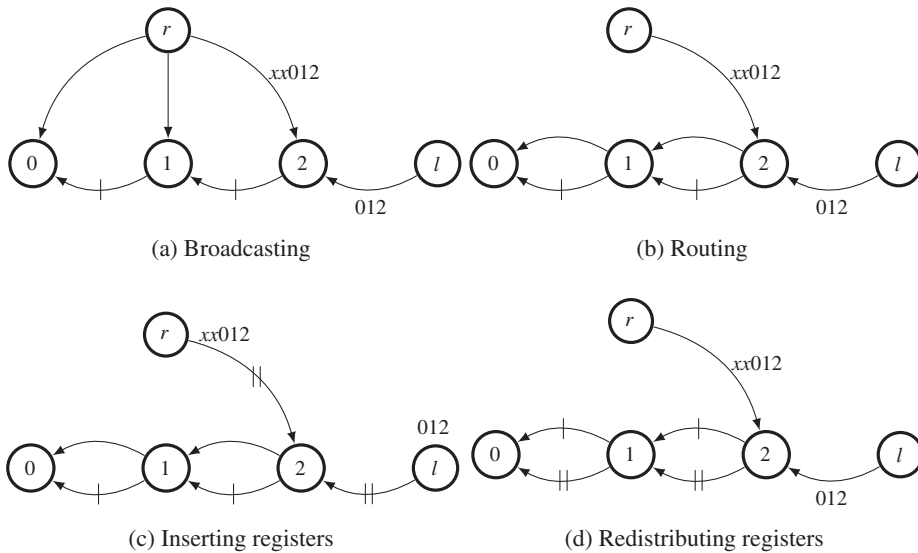 r r
xx012 xx012
0 1 2 l 0 1 2 l
012 012
(a) Broadcasting (b) Routing
r r
xx012 xx012
012
0 1 2 l 0 1 2 l
012
(c) Inserting registers (d) Redistributing registers